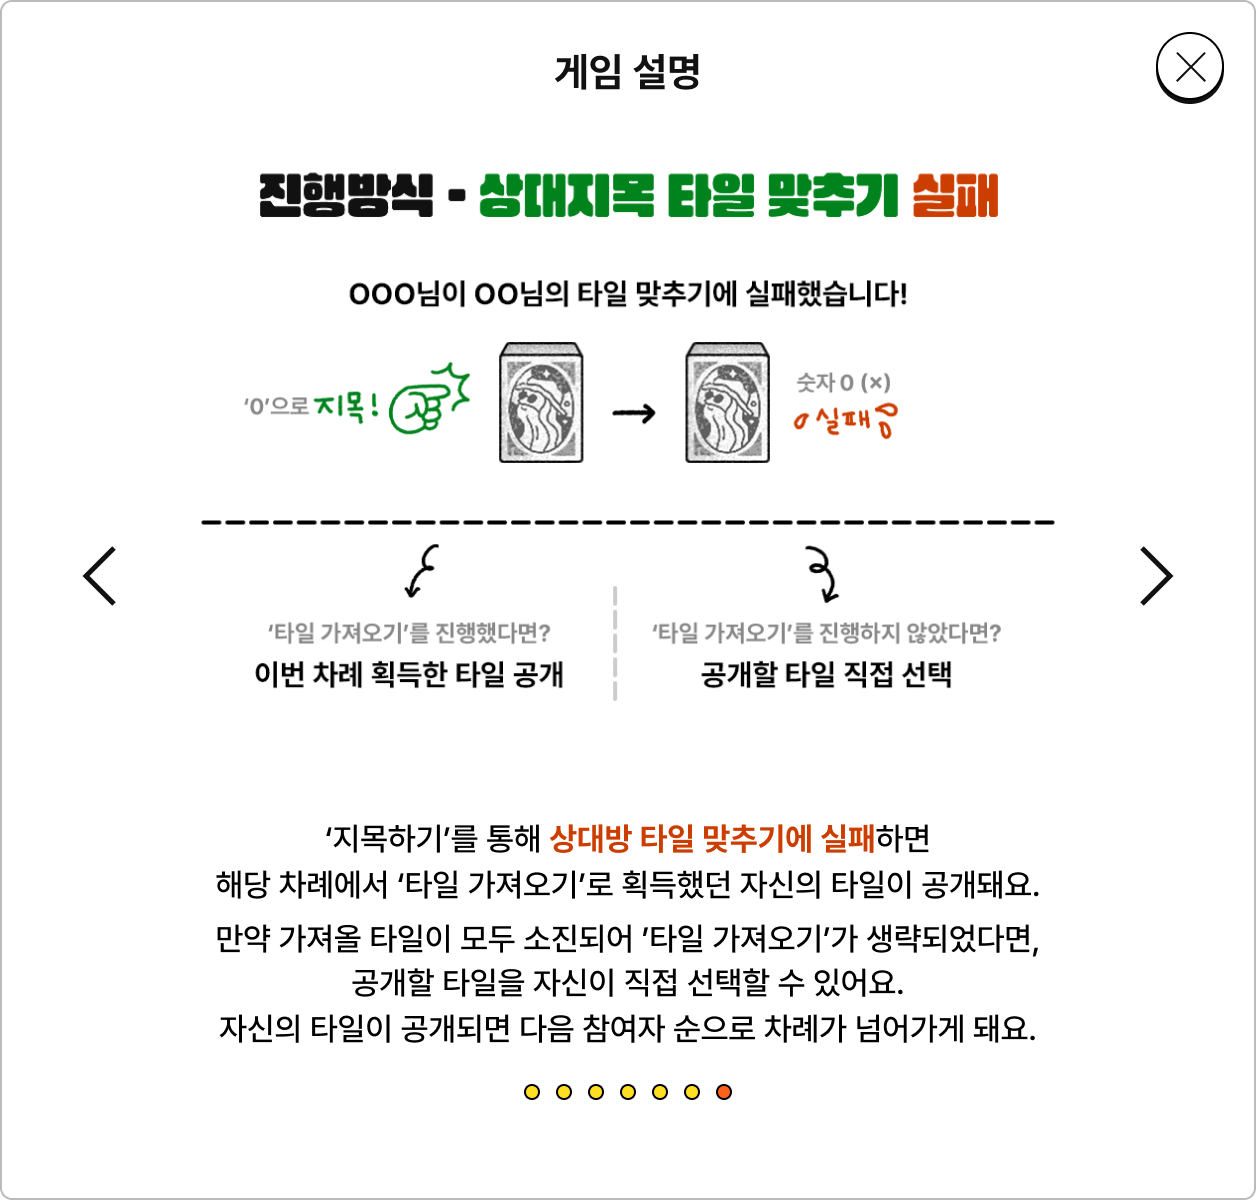 게임 설명
진행방식 - 상대지목 타일 맞추기 실패
OOO님이 OO님의 타일 맞추기에 실패했습니다!
‘0’으로 지목!
숫자 0 (×)
실패
‘타일 가져오기’를 진행했다면?
이번 차례 획득한 타일 공개
‘타일 가져오기’를 진행하지 않았다면?
공개할 타일 직접 선택
‘지목하기’를 통해 상대방 타일 맞추기에 실패하면
해당 차례에서 ‘타일 가져오기’로 획득했던 자신의 타일이 공개돼요.
만약 가져올 타일이 모두 소진되어 ’타일 가져오기’가 생략되었다면,
공개할 타일을 자신이 직접 선택할 수 있어요.
자신의 타일이 공개되면 다음 참여자 순으로 차례가 넘어가게 돼요.